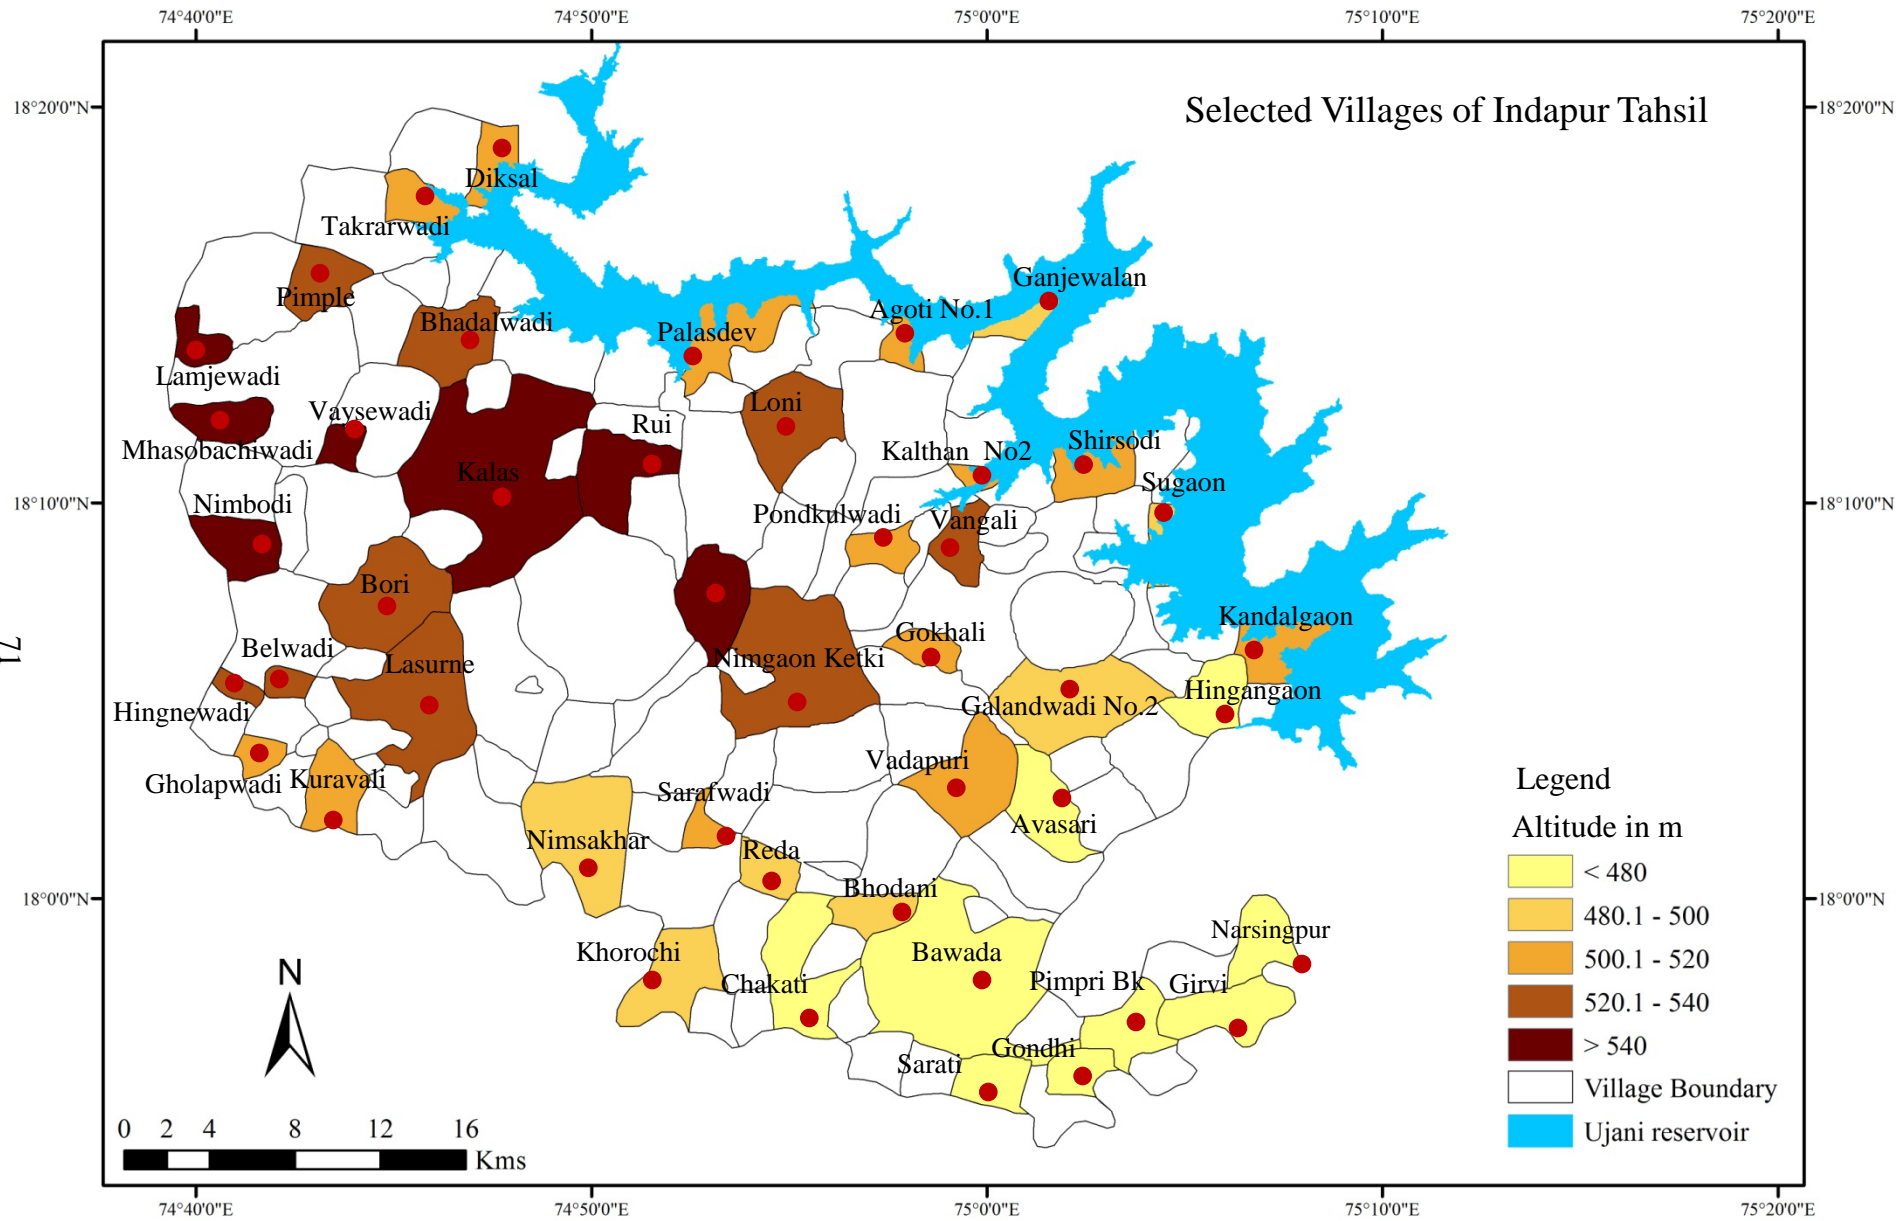 74°40'0"E 74°50'0"E 75°00'0"E 75°10'0"E 75°20'0"E
18°20'0"N 18°20'0"N
Selected Villages of Indapur Tahsil
Diksal
Takrarwadi
Ganjewalan
Pimple
Agoti No.1
Bhadalwadi
Palasdev
Lamjewadi
Loni
Vaysewadi
Rui
Shirsodi
Mhasobachiwadi
Kalthan No2
Kalas
Sugaon
Nimbodi
18°10'0"N 18°10'0"N
Pondkulwadi
Vangali
Bori
Kandalgaon
Gokhali
Belwadi
Nimgaon Ketki
Lasurne
71
Hingangaon
Galandwadi No.2
Hingnewadi
Vadapuri
Gholapwadi
Kuravali
Sarafwadi
Avasari
Nimsakhar
Reda
Bhodani
18°0'0"N 18°0'0"N
Narsingpur
Khorochi
Bawada
Chakati
Pimpri Bk
Girvi
Gondhi
Sarati
Legend
Altitude in m
< 480
480.1 - 500
500.1 - 520
520.1 - 540
> 540
Village Boundary
Ujani reservoir
N
0 2 4 8 12 16
Kms
74°40'0"E 74°50'0"E 75°00'0"E 75°10'0"E 75°20'0"E